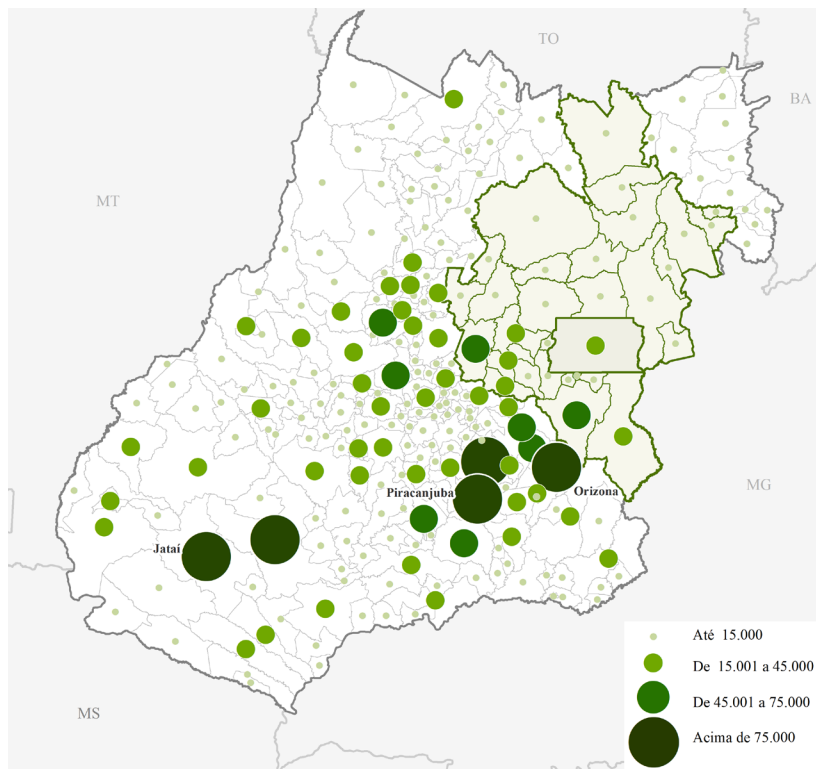 TO
BA
MT
Piracanjuba
Orizona
MG
Jataí
Até 15.000
De 15.001 a 45.000
De 45.001 a 75.000
MS
Acima de 75.000